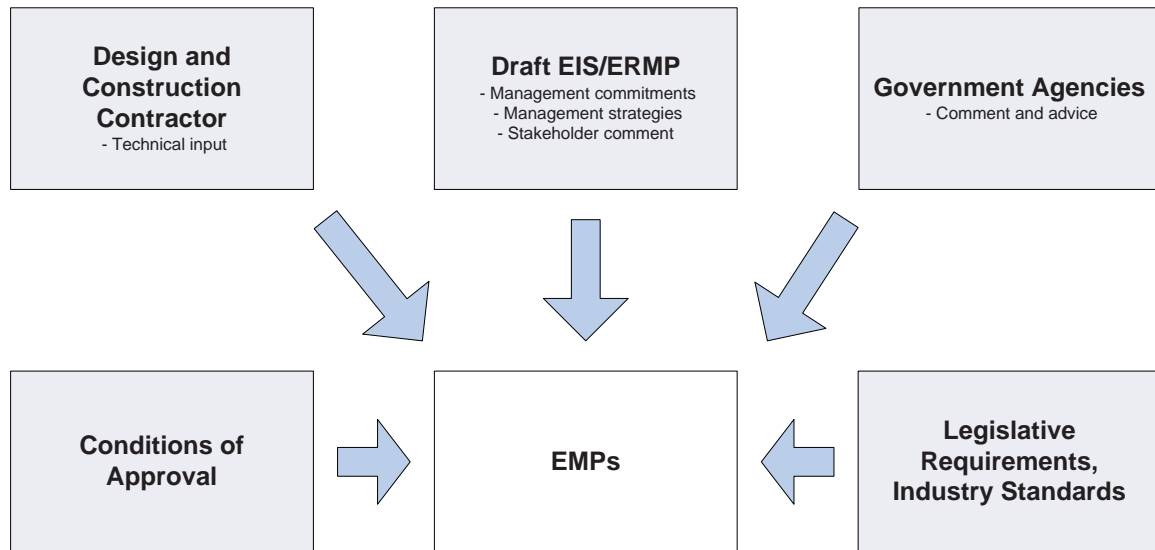 Design and
Construction
Contractor
- Technical input
Draft EIS/ERMP
- Management commitments
- Management strategies
- Stakeholder comment
Government Agencies
- Comment and advice
Conditions of
Approval
EMPs
Legislative
Requirements,
Industry Standards